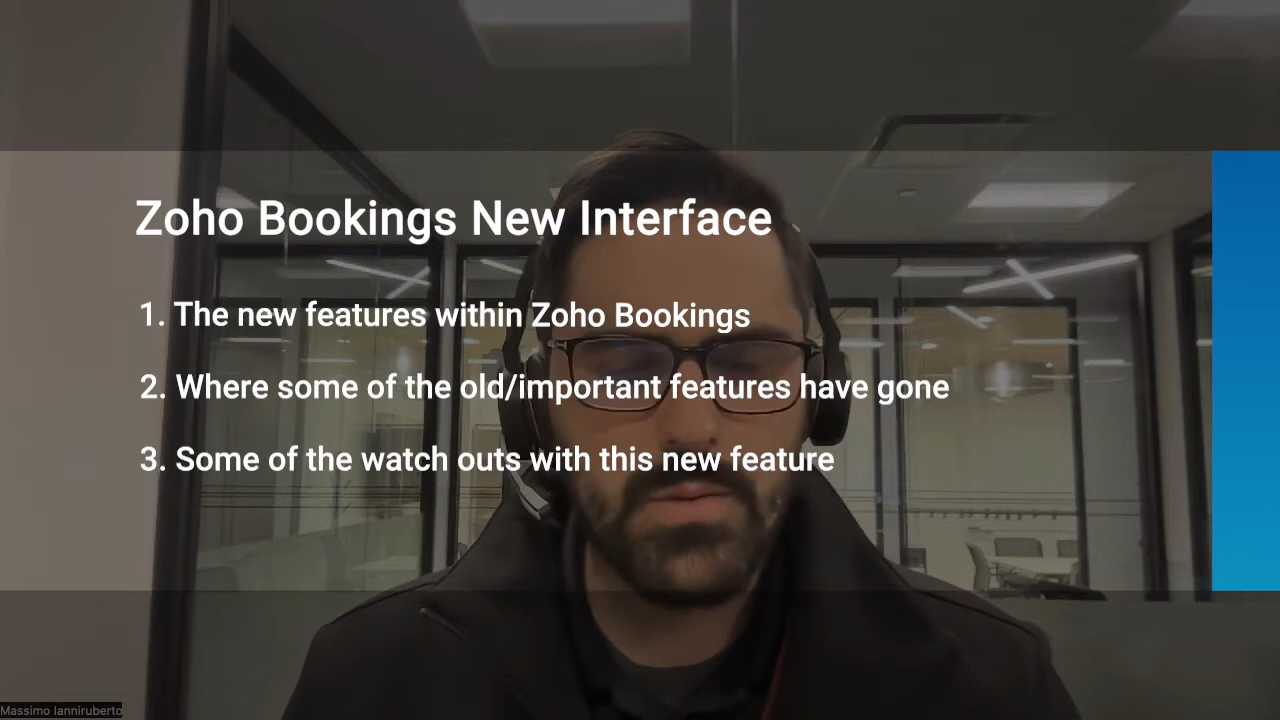 Zoho Bookings New Interface
1. The new features within Zoho Bookings
2. Where some of the old/important features have gone
3. Some of the watch outs with this new feature
Massimo Ianniruberto